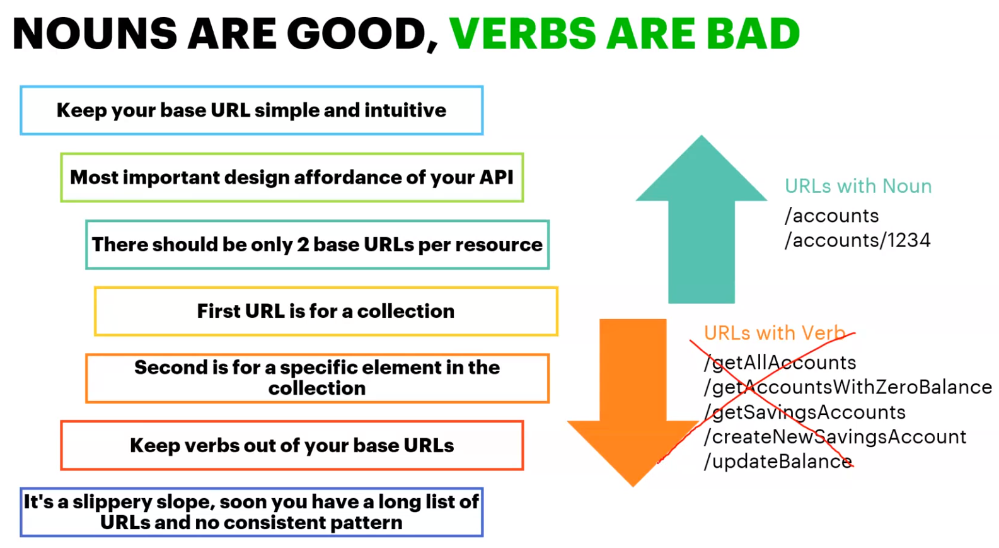 NOUNS ARE GOOD, VERBS ARE BAD
Keep your base URL simple and intuitive
Most important design affordance of your API
There should be only 2 base URLs per resource
First URL is for a collection
Second is for a specific element in the
collection
Keep verbs out of your base URLs
It's a slippery slope, soon you have a long list of
URLs and no consistent pattern
URLs with Noun
/accounts
/accounts/1234
URLs with Verb
/getAllAccounts
/getAccountsWithZeroBalance
/getSavingsAccounts
/createNewSavingsAccount
/updateBalance